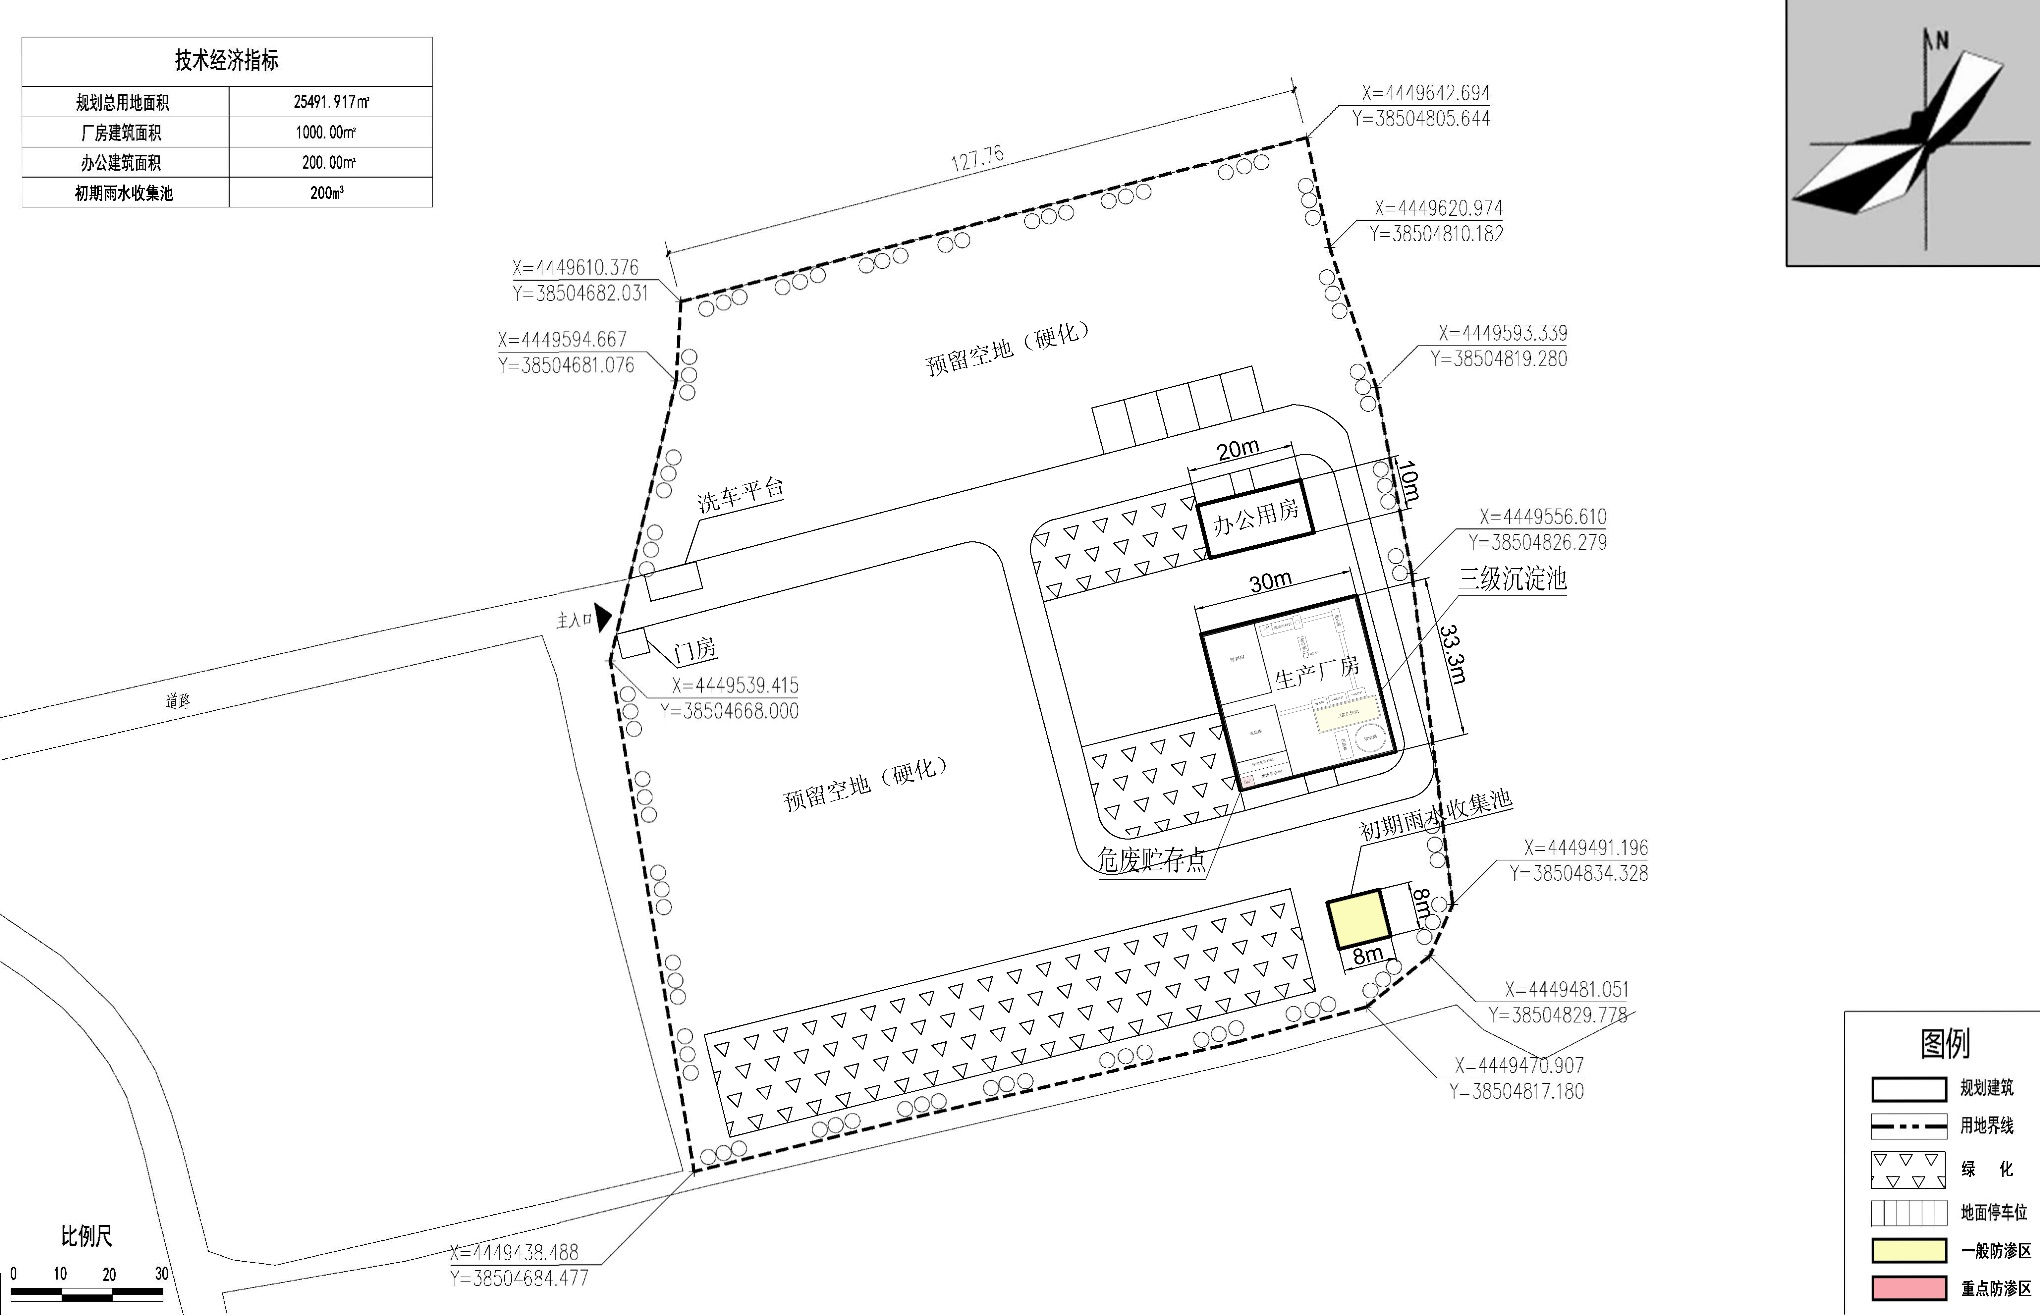 技术经济指标
规划总用地面积 25491.917㎡
厂房建筑面积 1000.00㎡
办公建筑面积 200.00㎡
初期雨水收集池 200m³
N
X=4449642.694
Y=38504805.644
127.76
X=4449620.974
Y=38504810.182
X=4449610.376
Y=38504682.031
X=4449594.667
Y=38504681.076
X=4449593.339
Y=38504819.280
预留空地（硬化）
20m
10m
洗车平台
办公用房
X=4449556.610
Y=38504826.279
三级沉淀池
30m
主入口
门房
33.3m
生产厂房
X=4449539.415
Y=38504668.000
道路
预留空地（硬化）
初期雨水收集池
危废贮存点
X=4449491.196
Y=38504834.328
8m
8m
X=4449481.051
Y=38504829.778
X=4449470.907
Y=38504817.180
X=4449438.488
Y=38504684.477
比例尺
0 10 20 30
图例
规划建筑
用地界线
绿 化
地面停车位
一般防渗区
重点防渗区